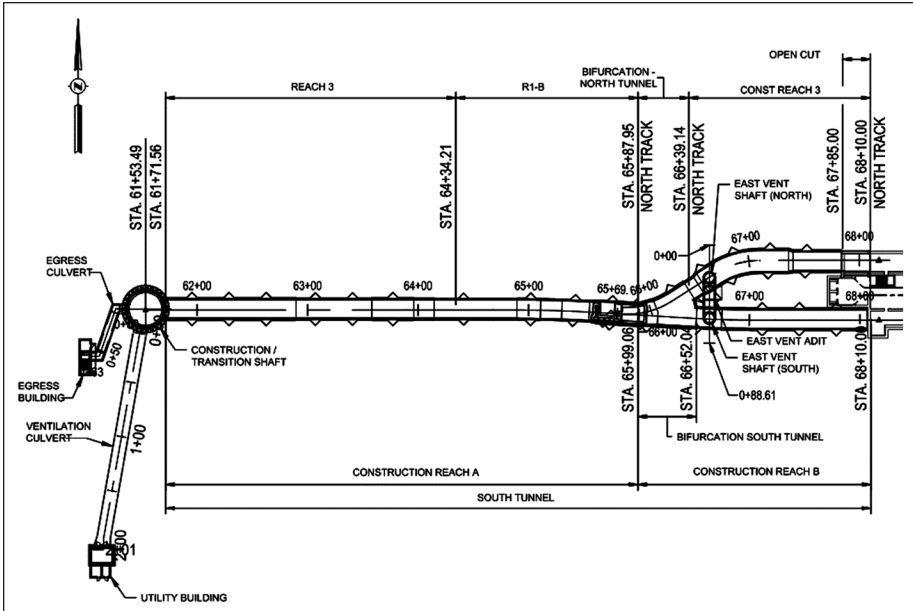 OPEN CUT
BIFURCATION -
NORTH TUNNEL
REACH 3
R1-B
CONST REACH 3
Z
STA. 61+53.49
STA. 61+71.56
STA. 64+34.21
STA. 65+87.95
NORTH TRACK
STA. 66+39.14
NORTH TRACK
STA. 67+85.00
STA. 68+10.00
NORTH TRACK
EAST VENT
SHAFT (NORTH)
67+00
0+00
68+00
EGRESS
CULVERT
62+00
63+00
64+00
65+00
65+69.
66+00
67+00
68+00
66+00
0+50
CONSTRUCTION /
TRANSITION SHAFT
EAST VENT ADIT
EAST VENT
SHAFT (SOUTH)
EGRESS
BUILDING
STA. 65+99.06
STA. 66+52.04
STA. 68+10.00
0+88.61
VENTILATION
CULVERT
1+00
BIFURCATION SOUTH TUNNEL
CONSTRUCTION REACH A
CONSTRUCTION REACH B
SOUTH TUNNEL
2+00
UTILITY BUILDING